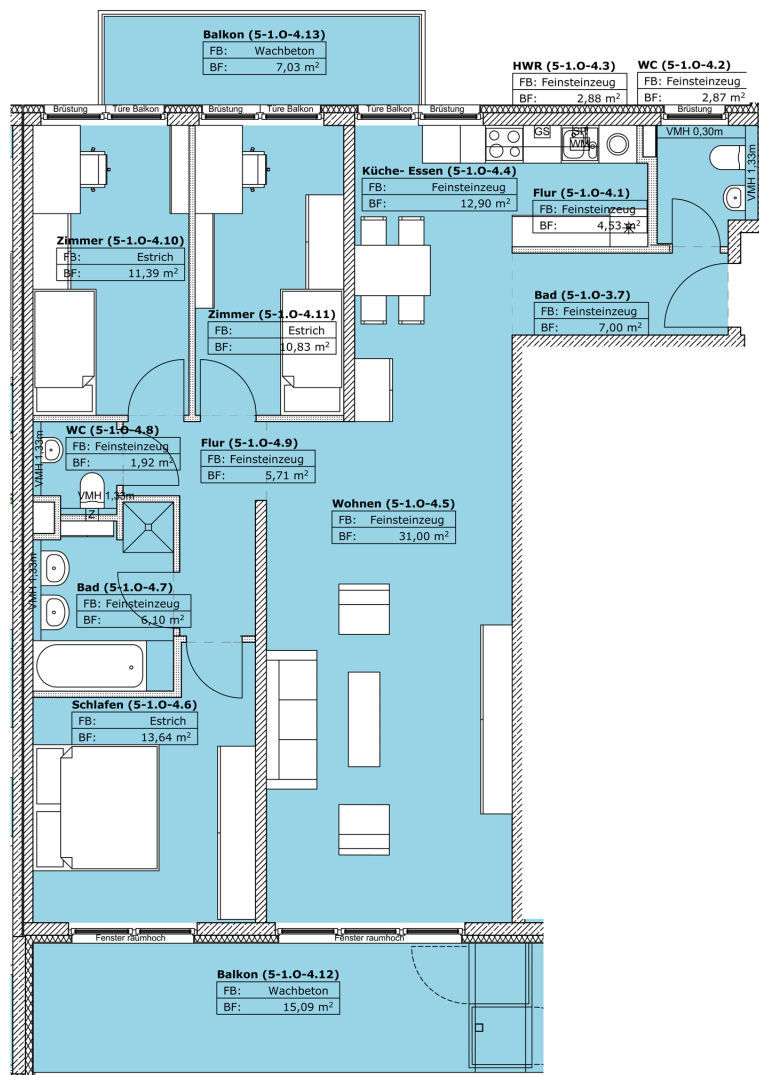 Balkon (5-1.O-4.13)
FB: Wachbeton
BF: 7,03 m²
HWR (5-1.O-4.3)
FB: Feinsteinzeug
BF: 2,88 m²
WC (5-1.O-4.2)
FB: Feinsteinzeug
BF: 2,87 m²
Brüstung
Türe Balkon
Brüstung
Türe Balkon
Türe Balkon
Brüstung
Brüstung
GS
SP
WM
VMH 0,30m
VMH 1,33m
Küche- Essen (5-1.O-4.4)
FB: Feinsteinzeug
BF: 12,90 m²
Flur (5-1.O-4.1)
FB: Feinsteinzeug
BF: 4,53 m²
Zimmer (5-1.O-4.10)
FB: Estrich
BF: 11,39 m²
Zimmer (5-1.O-4.11)
FB: Estrich
BF: 10,83 m²
Bad (5-1.O-3.7)
FB: Feinsteinzeug
BF: 7,00 m²
WC (5-1.O-4.8)
FB: Feinsteinzeug
BF: 1,92 m²
VMH 1,33m
VMH 1,33m
Z
Flur (5-1.O-4.9)
FB: Feinsteinzeug
BF: 5,71 m²
Wohnen (5-1.O-4.5)
FB: Feinsteinzeug
BF: 31,00 m²
VMH 1,33m
Bad (5-1.O-4.7)
FB: Feinsteinzeug
BF: 6,10 m²
Schlafen (5-1.O-4.6)
FB: Estrich
BF: 13,64 m²
Fenster raumhoch
Fenster raumhoch
Balkon (5-1.O-4.12)
FB: Wachbeton
BF: 15,09 m²